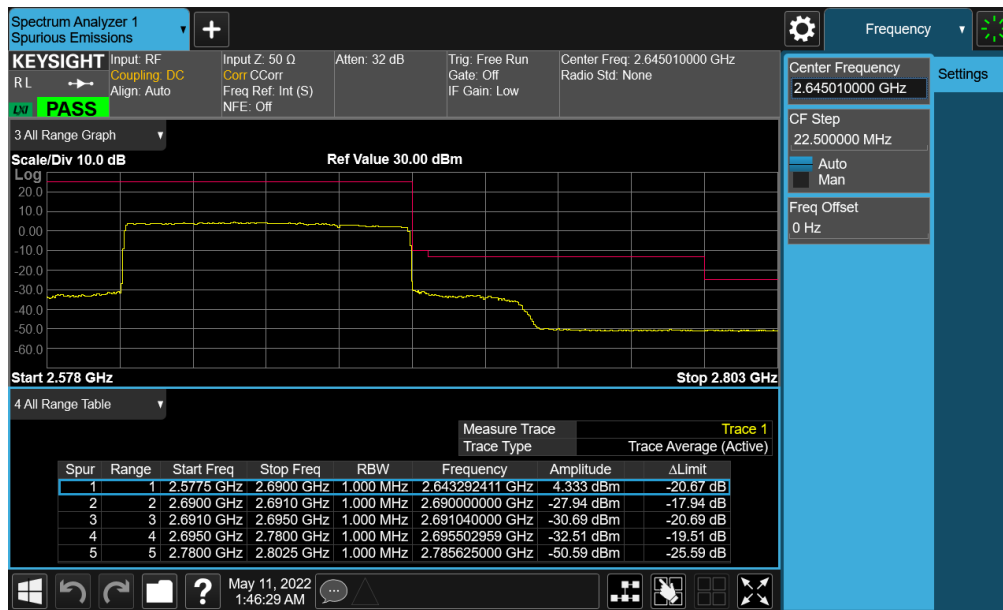 Spectrum Analyzer 1
Spurious Emissions
+
Frequency
KEYSIGHT
R L
LXI PASS
Input: RF
Coupling: DC
Align: Auto
Input Z: 50 Ω
Corr CCorr
Freq Ref: Int (S)
NFE: Off
Atten: 32 dB
Trig: Free Run
Gate: Off
IF Gain: Low
Center Freq: 2.645010000 GHz
Radio Std: None
Center Frequency
2.645010000 GHz
Settings
CF Step
22.500000 MHz
Auto
Man
Freq Offset
0 Hz
3 All Range Graph
Scale/Div 10.0 dB Ref Value 30.00 dBm
Log
20.0
10.0
0.00
-10.0
-20.0
-30.0
-40.0
-50.0
-60.0
Start 2.578 GHz Stop 2.803 GHz
4 All Range Table
Measure Trace Trace 1
Trace Type Trace Average (Active)
Spur Range Start Freq Stop Freq RBW Frequency Amplitude ΔLimit
1 1 2.5775 GHz 2.6900 GHz 1.000 MHz 2.643292411 GHz 4.333 dBm -20.67 dB
2 2 2.6900 GHz 2.6910 GHz 1.000 MHz 2.690000000 GHz -27.94 dBm -17.94 dB
3 3 2.6910 GHz 2.6950 GHz 1.000 MHz 2.691040000 GHz -30.69 dBm -20.69 dB
4 4 2.6950 GHz 2.7800 GHz 1.000 MHz 2.695502959 GHz -32.51 dBm -19.51 dB
5 5 2.7800 GHz 2.8025 GHz 1.000 MHz 2.785625000 GHz -50.59 dBm -25.59 dB
?
May 11, 2022
1:46:29 AM